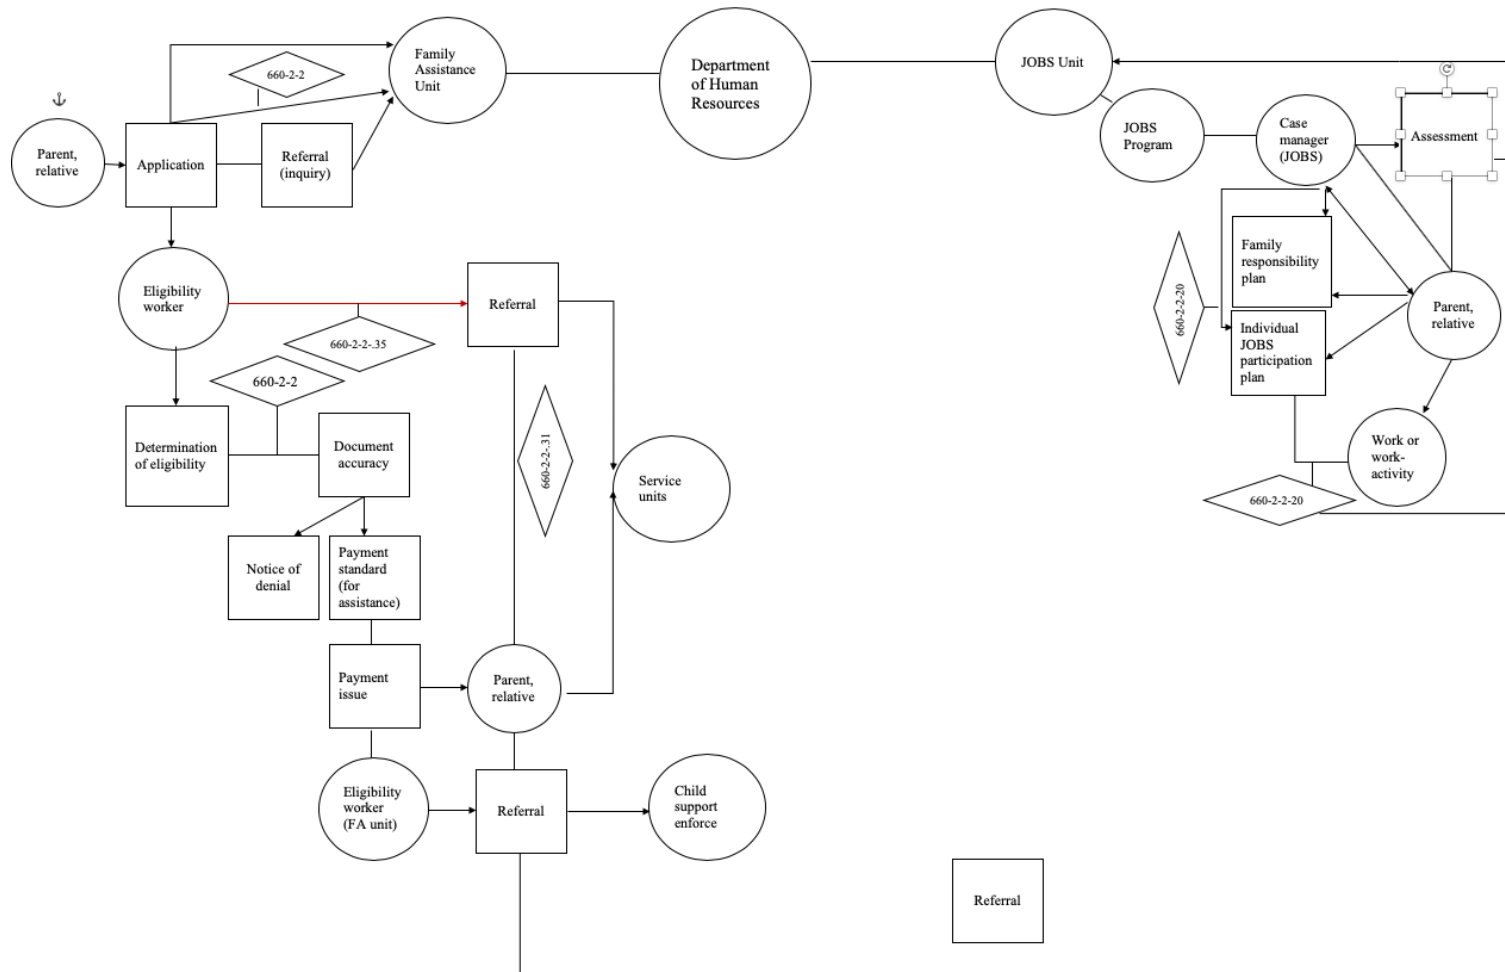 Family
Assistance
Unit
660-2-2
Department
of Human
Resources
JOBS Unit
JOBS
Program
Case
manager
(JOBS)
Assessment
Parent,
relative
Application
Referral
(inquiry)
Eligibility
worker
Referral
660-2-2-.35
660-2-2
660-2-2-20
Family
responsibility
plan
Individual
JOBS
participation
plan
Parent,
relative
Determination
of eligibility
Document
accuracy
660-2-2-.31
Service
units
Work or
work-
activity
660-2-2-20
Notice of
denial
Payment
standard
(for
assistance)
Payment
issue
Parent,
relative
Eligibility
worker
(FA unit)
Referral
Child
support
enforce
Referral